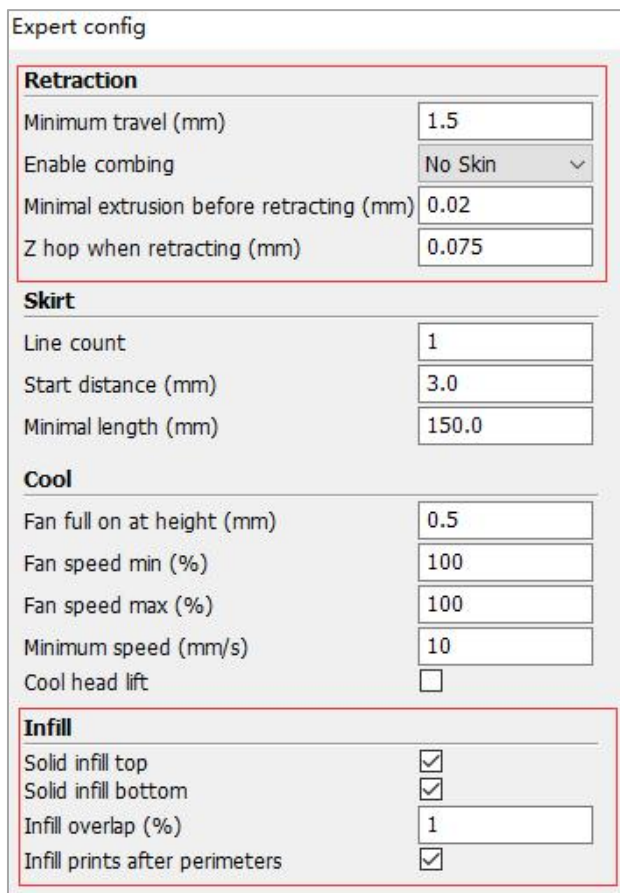 Expert config
Retraction
Minimum travel (mm) 1.5
Enable combing No Skin
Minimal extrusion before retracting (mm) 0.02
Z hop when retracting (mm) 0.075
Skirt
Line count 1
Start distance (mm) 3.0
Minimal length (mm) 150.0
Cool
Fan full on at height (mm) 0.5
Fan speed min (%) 100
Fan speed max (%) 100
Minimum speed (mm/s) 10
Cool head lift
Infill
Solid infill top
Solid infill bottom
Infill overlap (%) 1
Infill prints after perimeters